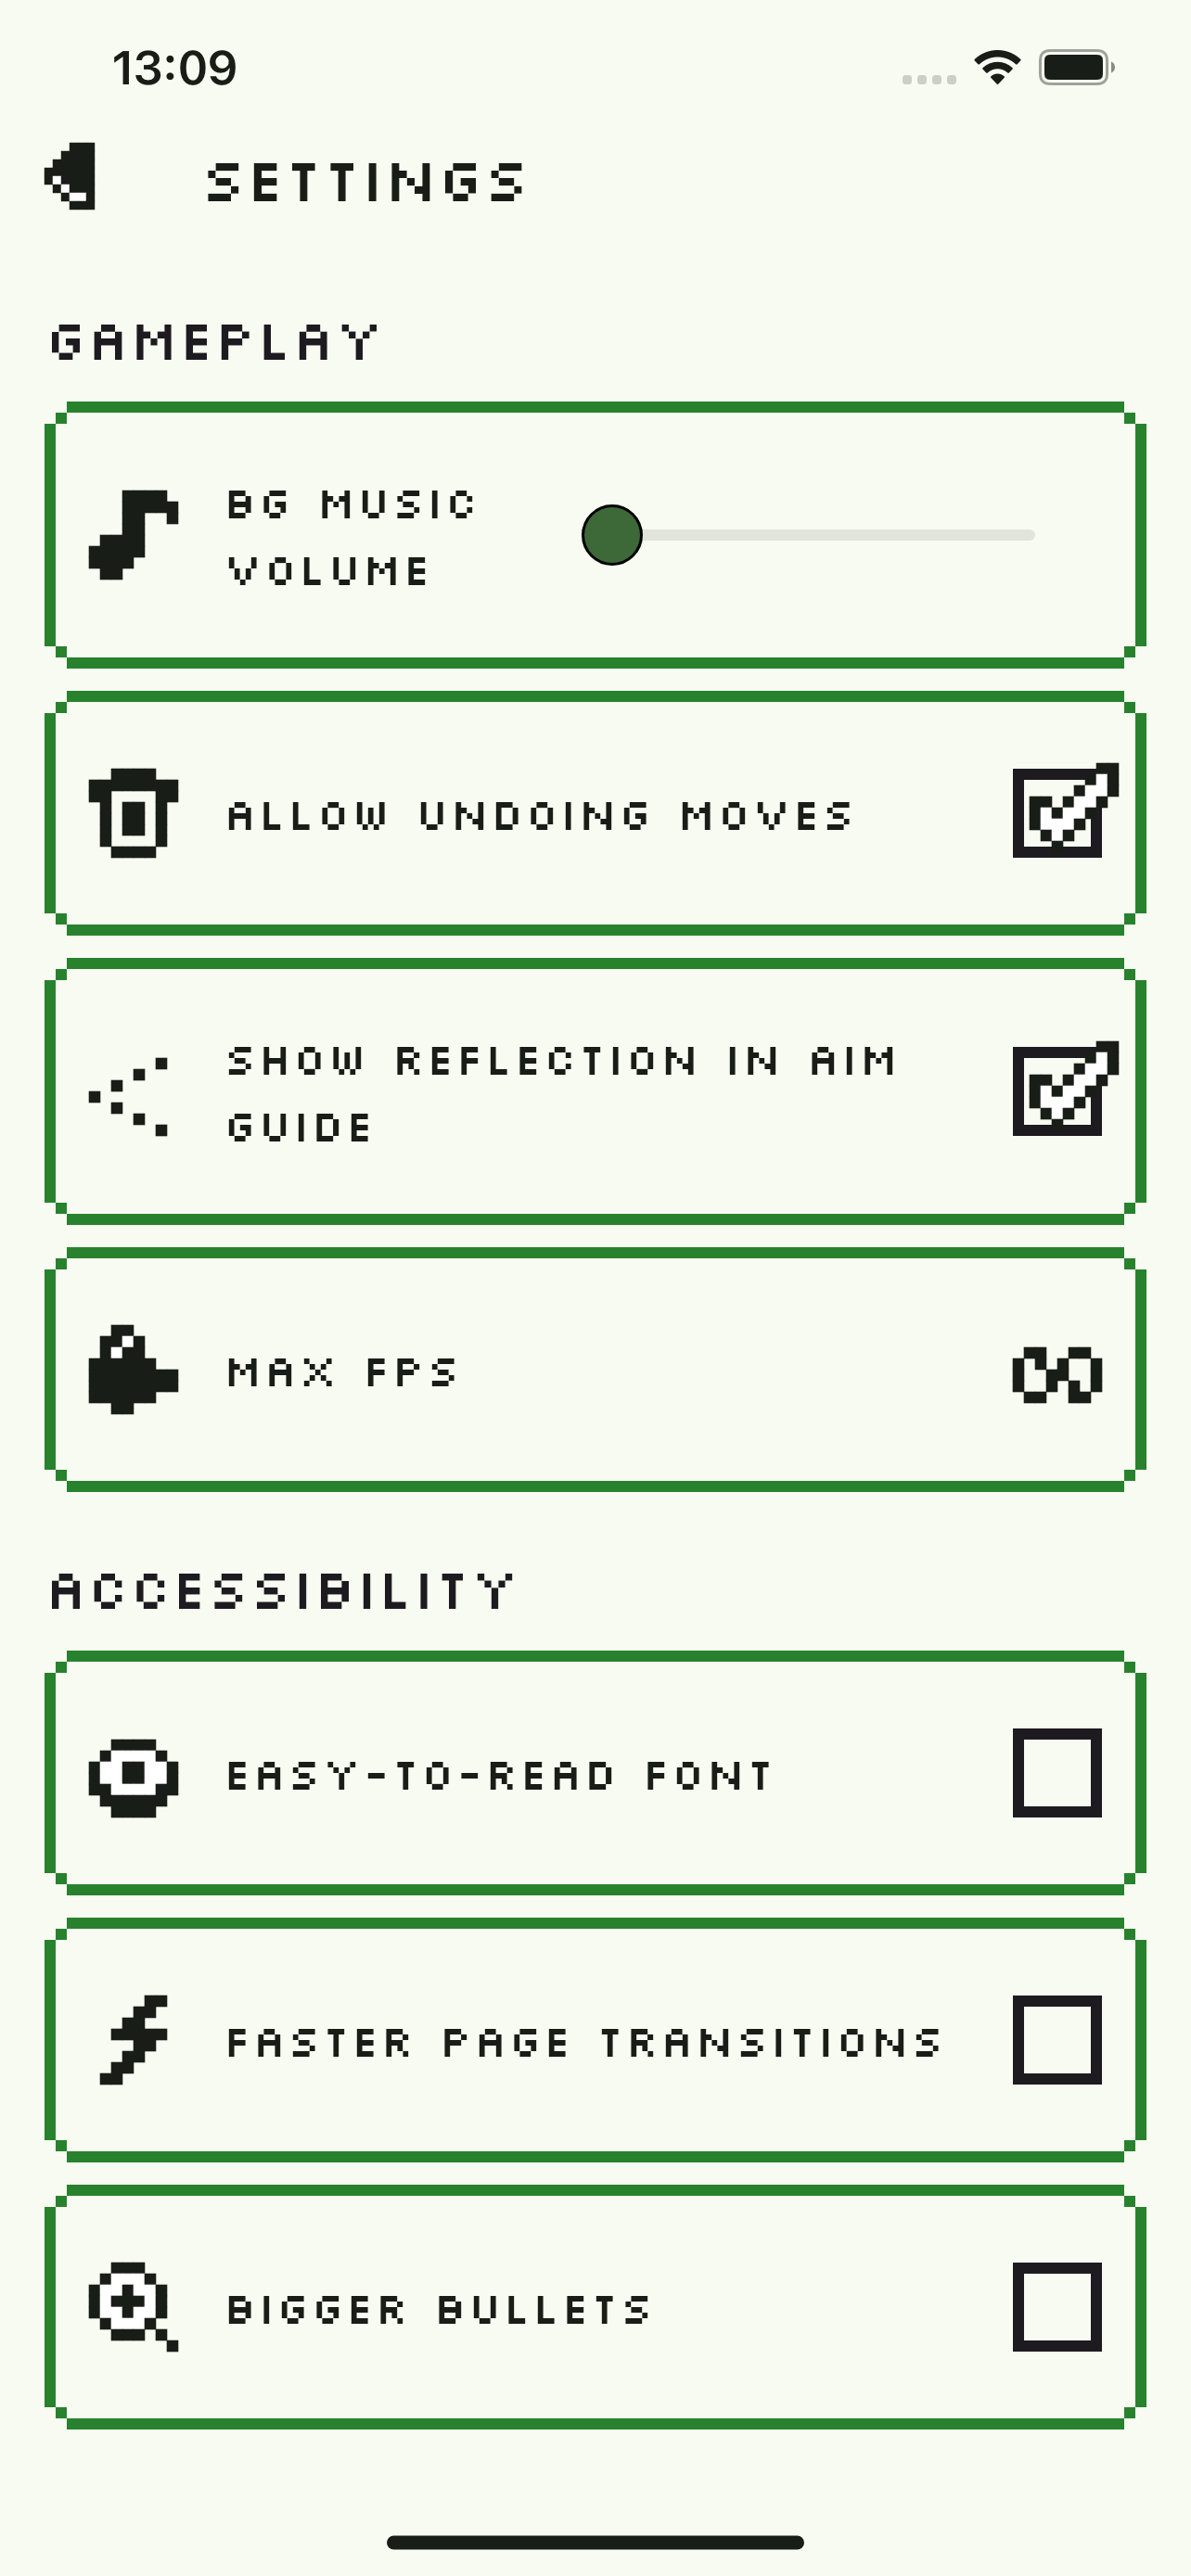 13:09
SETTINGS
GAMEPLAY
BG MUSIC
VOLUME
ALLOW UNDOING MOVES
SHOW REFLECTION IN AIM
GUIDE
MAX FPS
∞
ACCESSIBILITY
EASY-TO-READ FONT
FASTER PAGE TRANSITIONS
BIGGER BULLETS